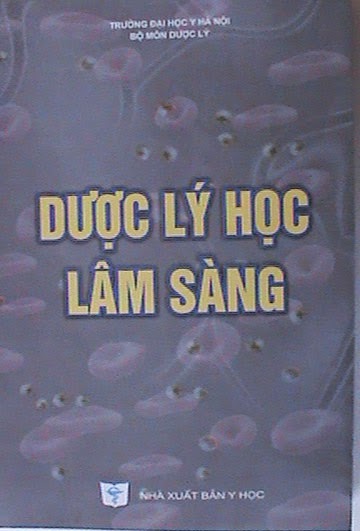 TRƯỜNG ĐẠI HỌC Y HÀ NỘI
BỘ MÔN DƯỢC LÝ
DƯỢC LÝ HỌC
LÂM SÀNG
NHÀ XUẤT BẢN Y HỌC